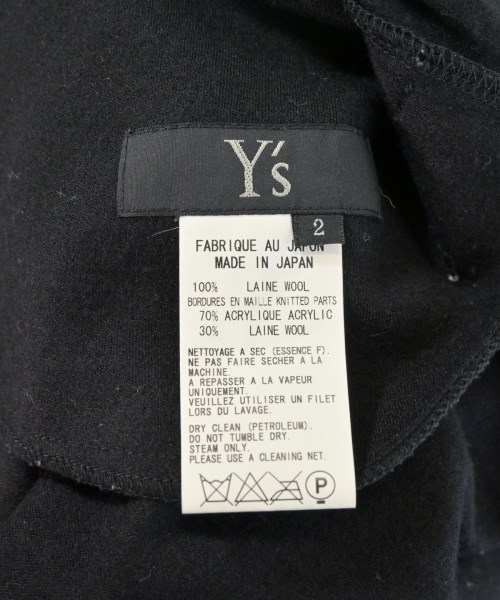 Y's
2
FABRIQUE AU JAPON
MADE IN JAPAN
100% LAINE WOOL
BORDURES EN MAILLE KNITTED PARTS
70% ACRYLIQUE ACRYLIC
30% LAINE WOOL
NETTOYAGE A SEC (ESSENCE F).
NE PAS FAIRE SECHER A LA
MACHINE.
A REPASSER A LA VAPEUR
UNIQUEMENT.
VEUILLEZ UTILISER UN FILET
LORS DU LAVAGE.
DRY CLEAN (PETROLEUM).
DO NOT TUMBLE DRY.
STEAM ONLY.
PLEASE USE A CLEANING NET.
P